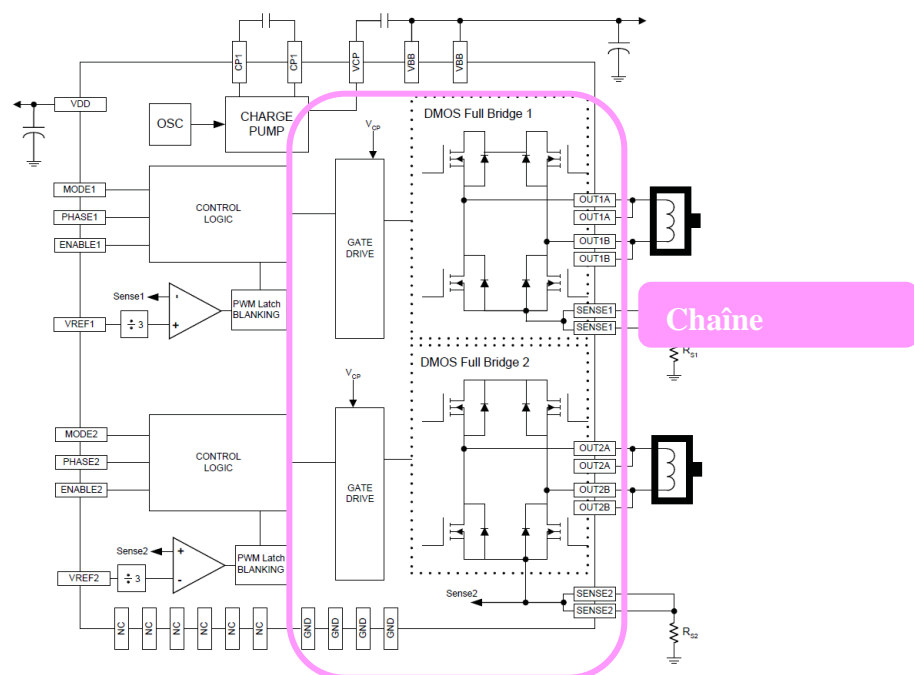 CP1
CP1
VCP
VBB
VBB
VDD
OSC
CHARGE
PUMP
DMOS Full Bridge 1
VCP
MODE1
PHASE1
ENABLE1
CONTROL
LOGIC
GATE
DRIVE
OUT1A
OUT1A
OUT1B
OUT1B
Sense1
-
+
VREF1
÷ 3
PWM Latch
BLANKING
SENSE1
SENSE1
Chaîne
RS1
DMOS Full Bridge 2
VCP
MODE2
PHASE2
ENABLE2
CONTROL
LOGIC
GATE
DRIVE
OUT2A
OUT2A
OUT2B
OUT2B
Sense2
+
-
VREF2
÷ 3
PWM Latch
BLANKING
Sense2
SENSE2
SENSE2
RS2
NC
NC
NC
NC
NC
NC
GND
GND
GND
GND